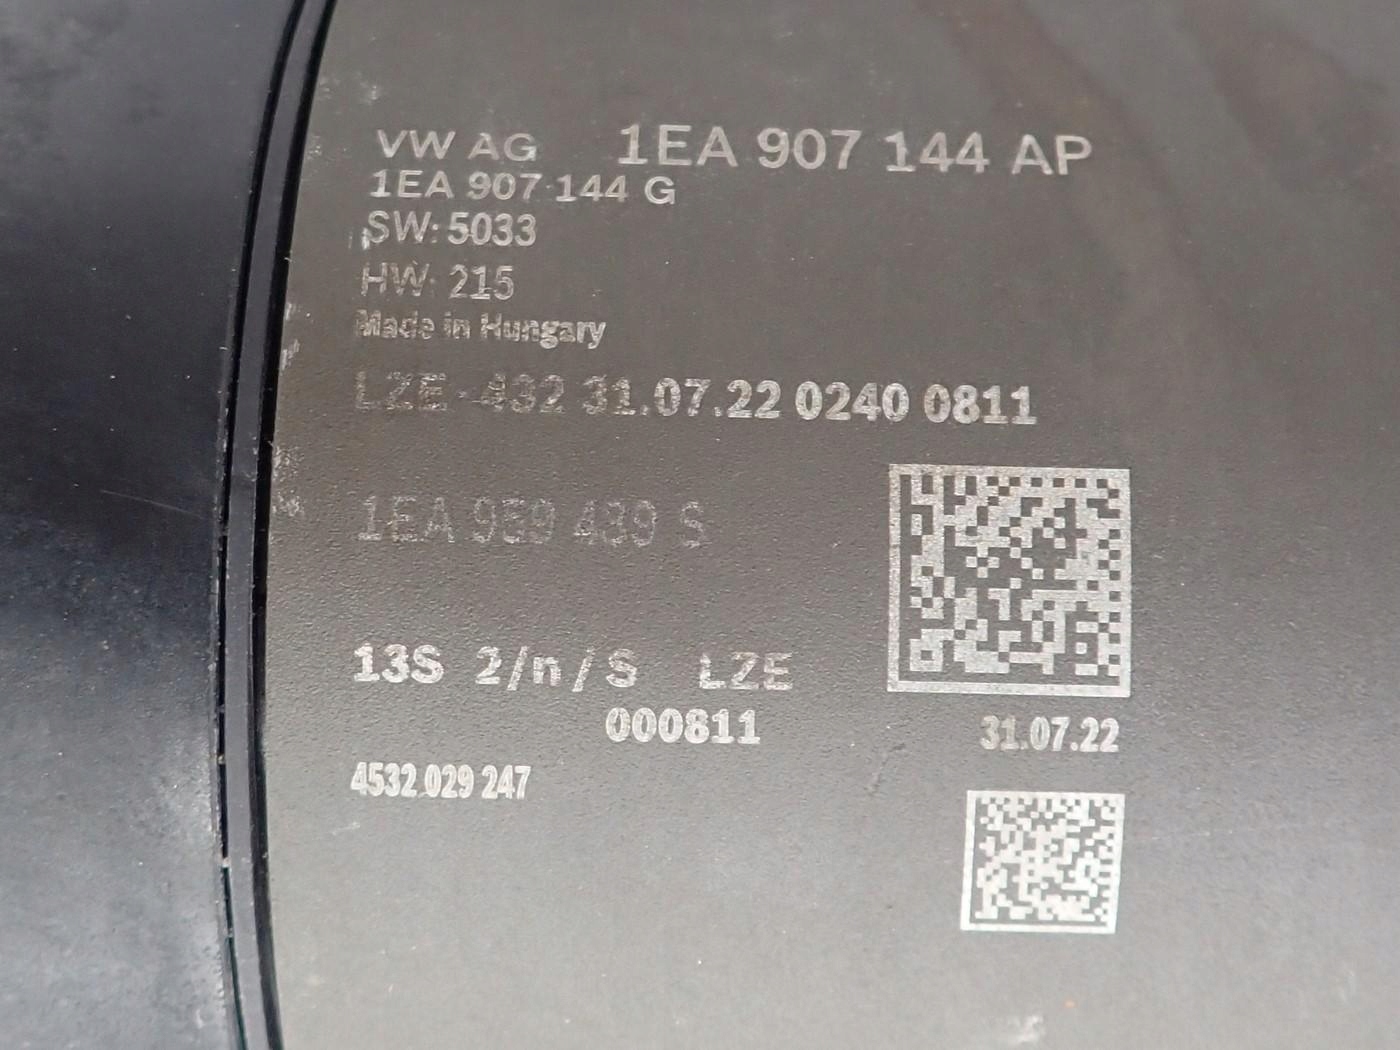 VW AG 1EA 907 144 AP
1EA 907 144 G
SW: 5033
HW: 215
Made in Hungary
LZE-432 31.07.22 0240 0811
1EA 959 439 S
13S 2/n/S LZE
000811
31.07.22
4532 029 247